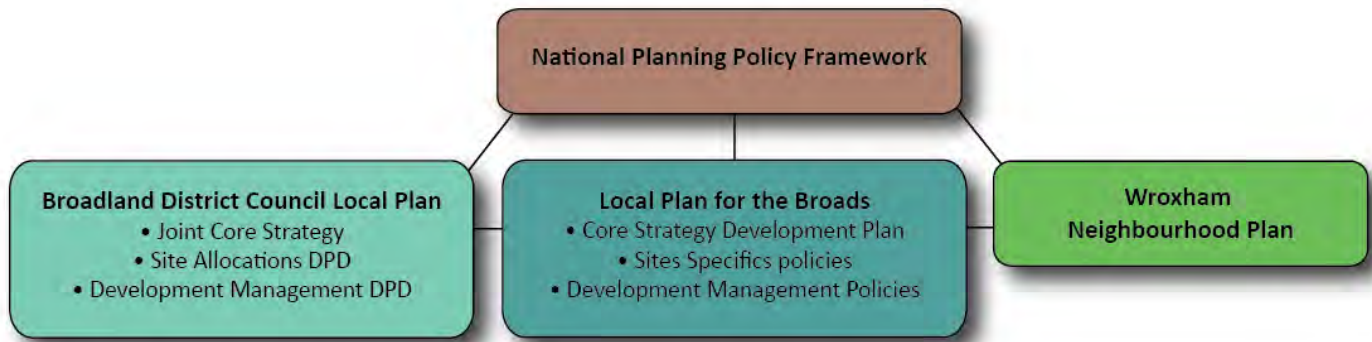 National Planning Policy Framework
Broadland District Council Local Plan
• Joint Core Strategy
• Site Allocations DPD
• Development Management DPD
Local Plan for the Broads
• Core Strategy Development Plan
• Sites Specifics policies
• Development Management Policies
Wroxham
Neighbourhood Plan